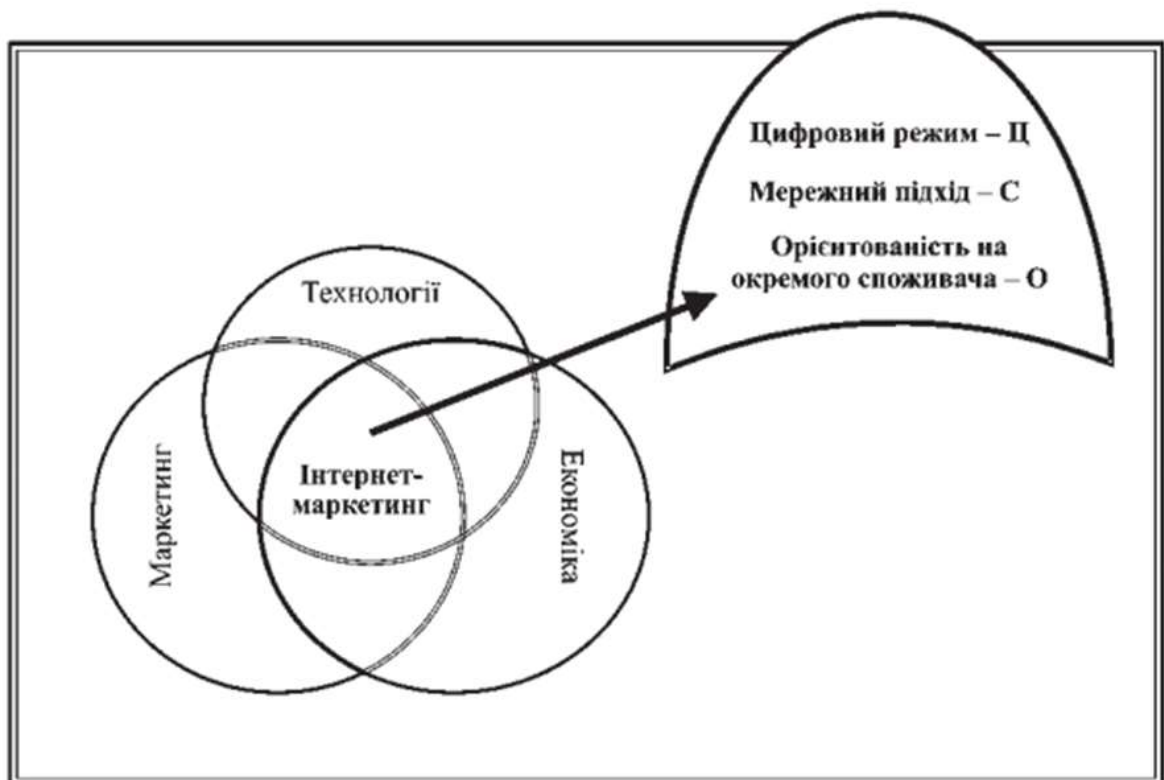 Цифровий режим – Ц
Мережний підхід – С
Орієнтованість на
окремого споживача – О
Технології
Маркетинг
Інтернет-
маркетинг
Економіка